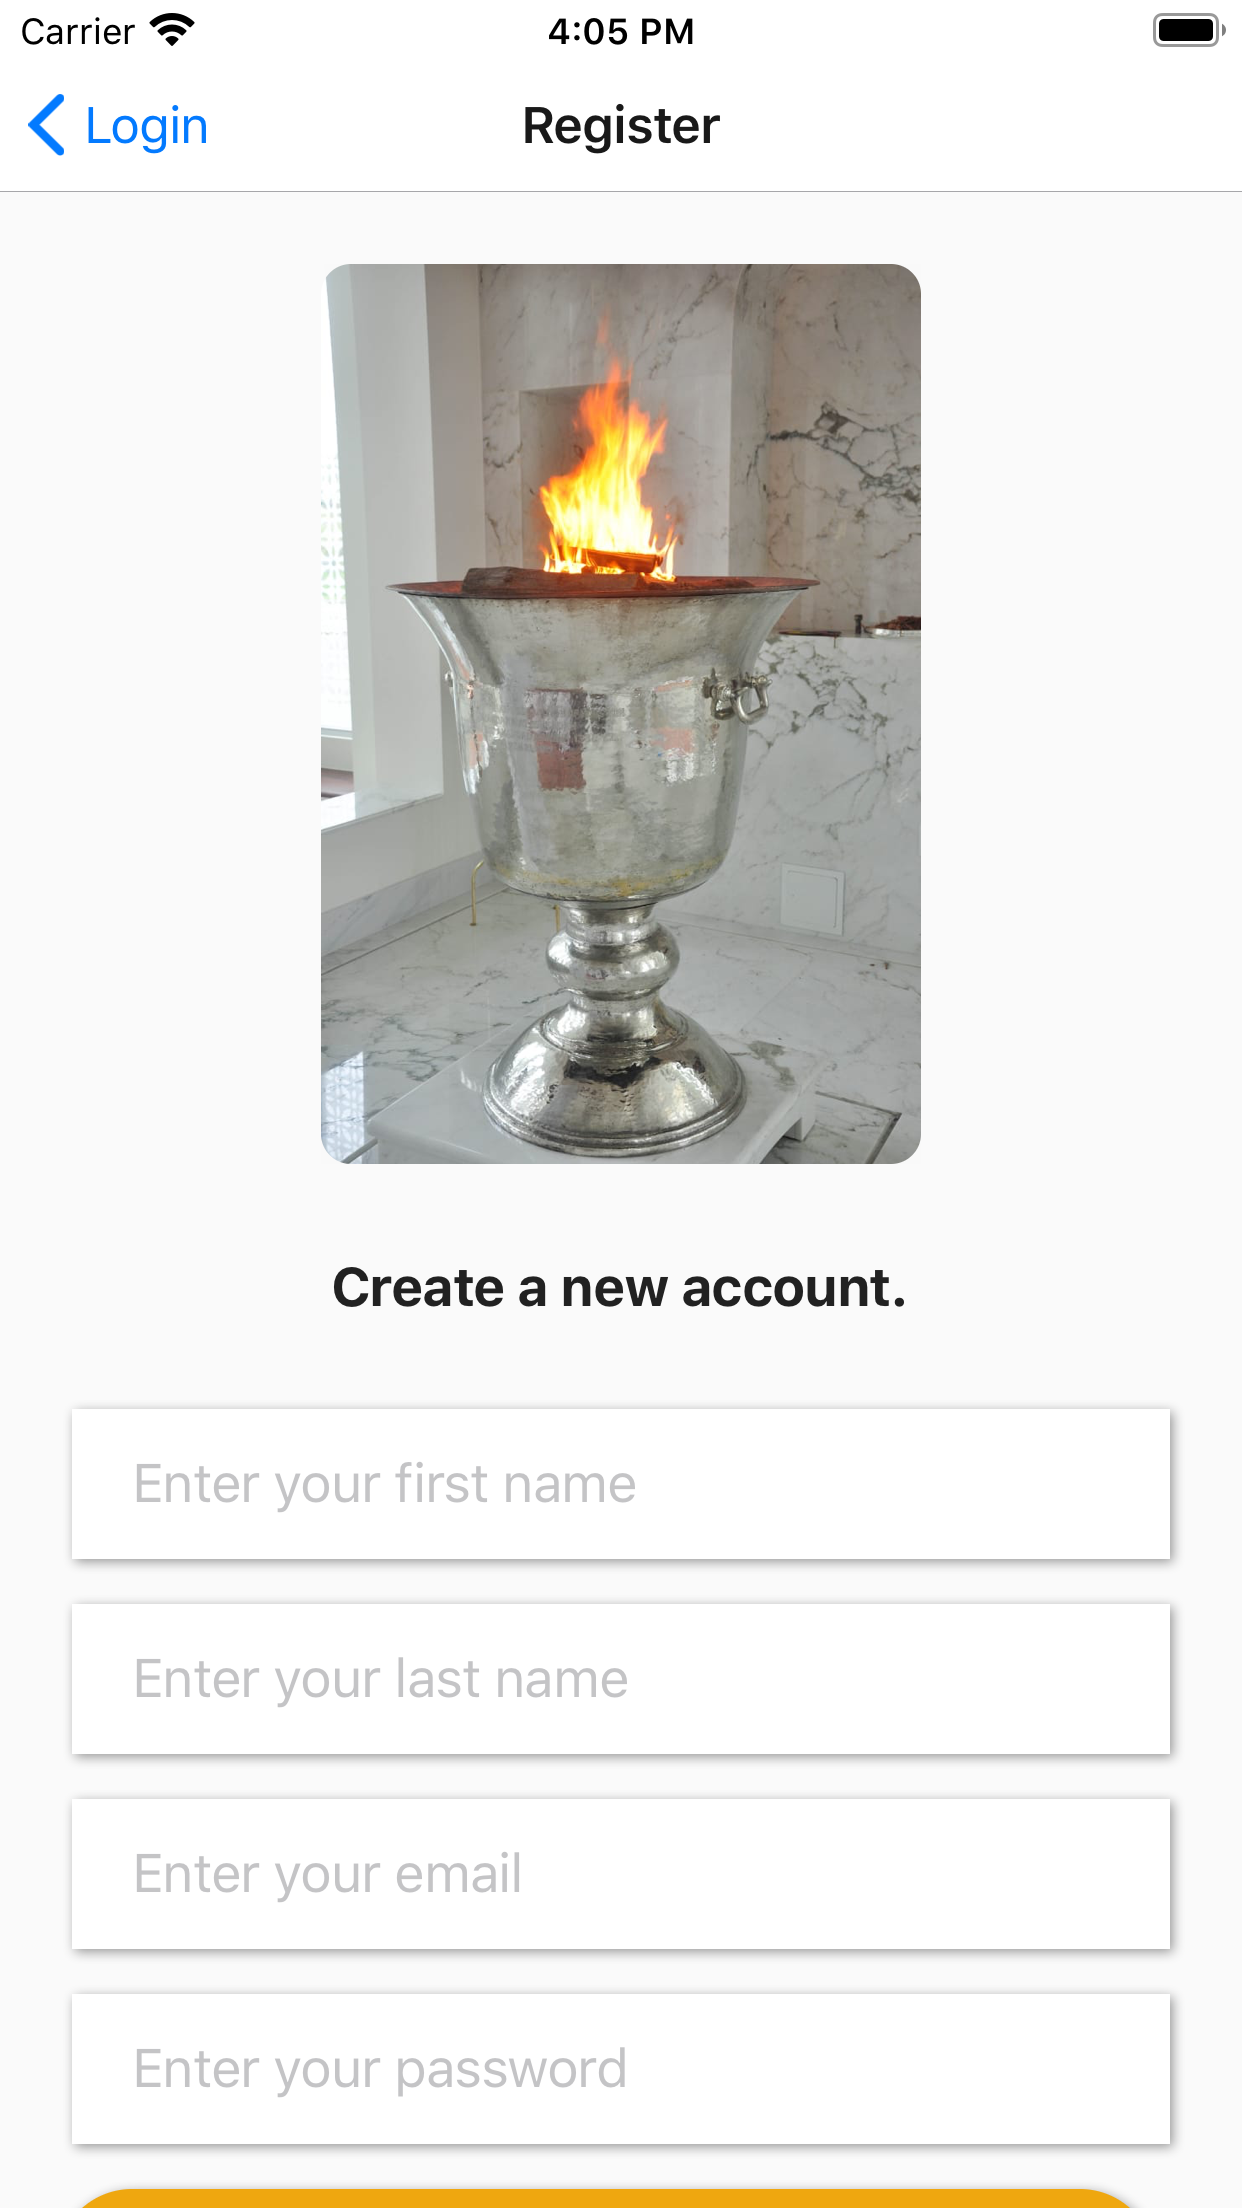 Carrier 4:05 PM
Login Register
Create a new account.
Enter your first name
Enter your last name
Enter your email
Enter your password